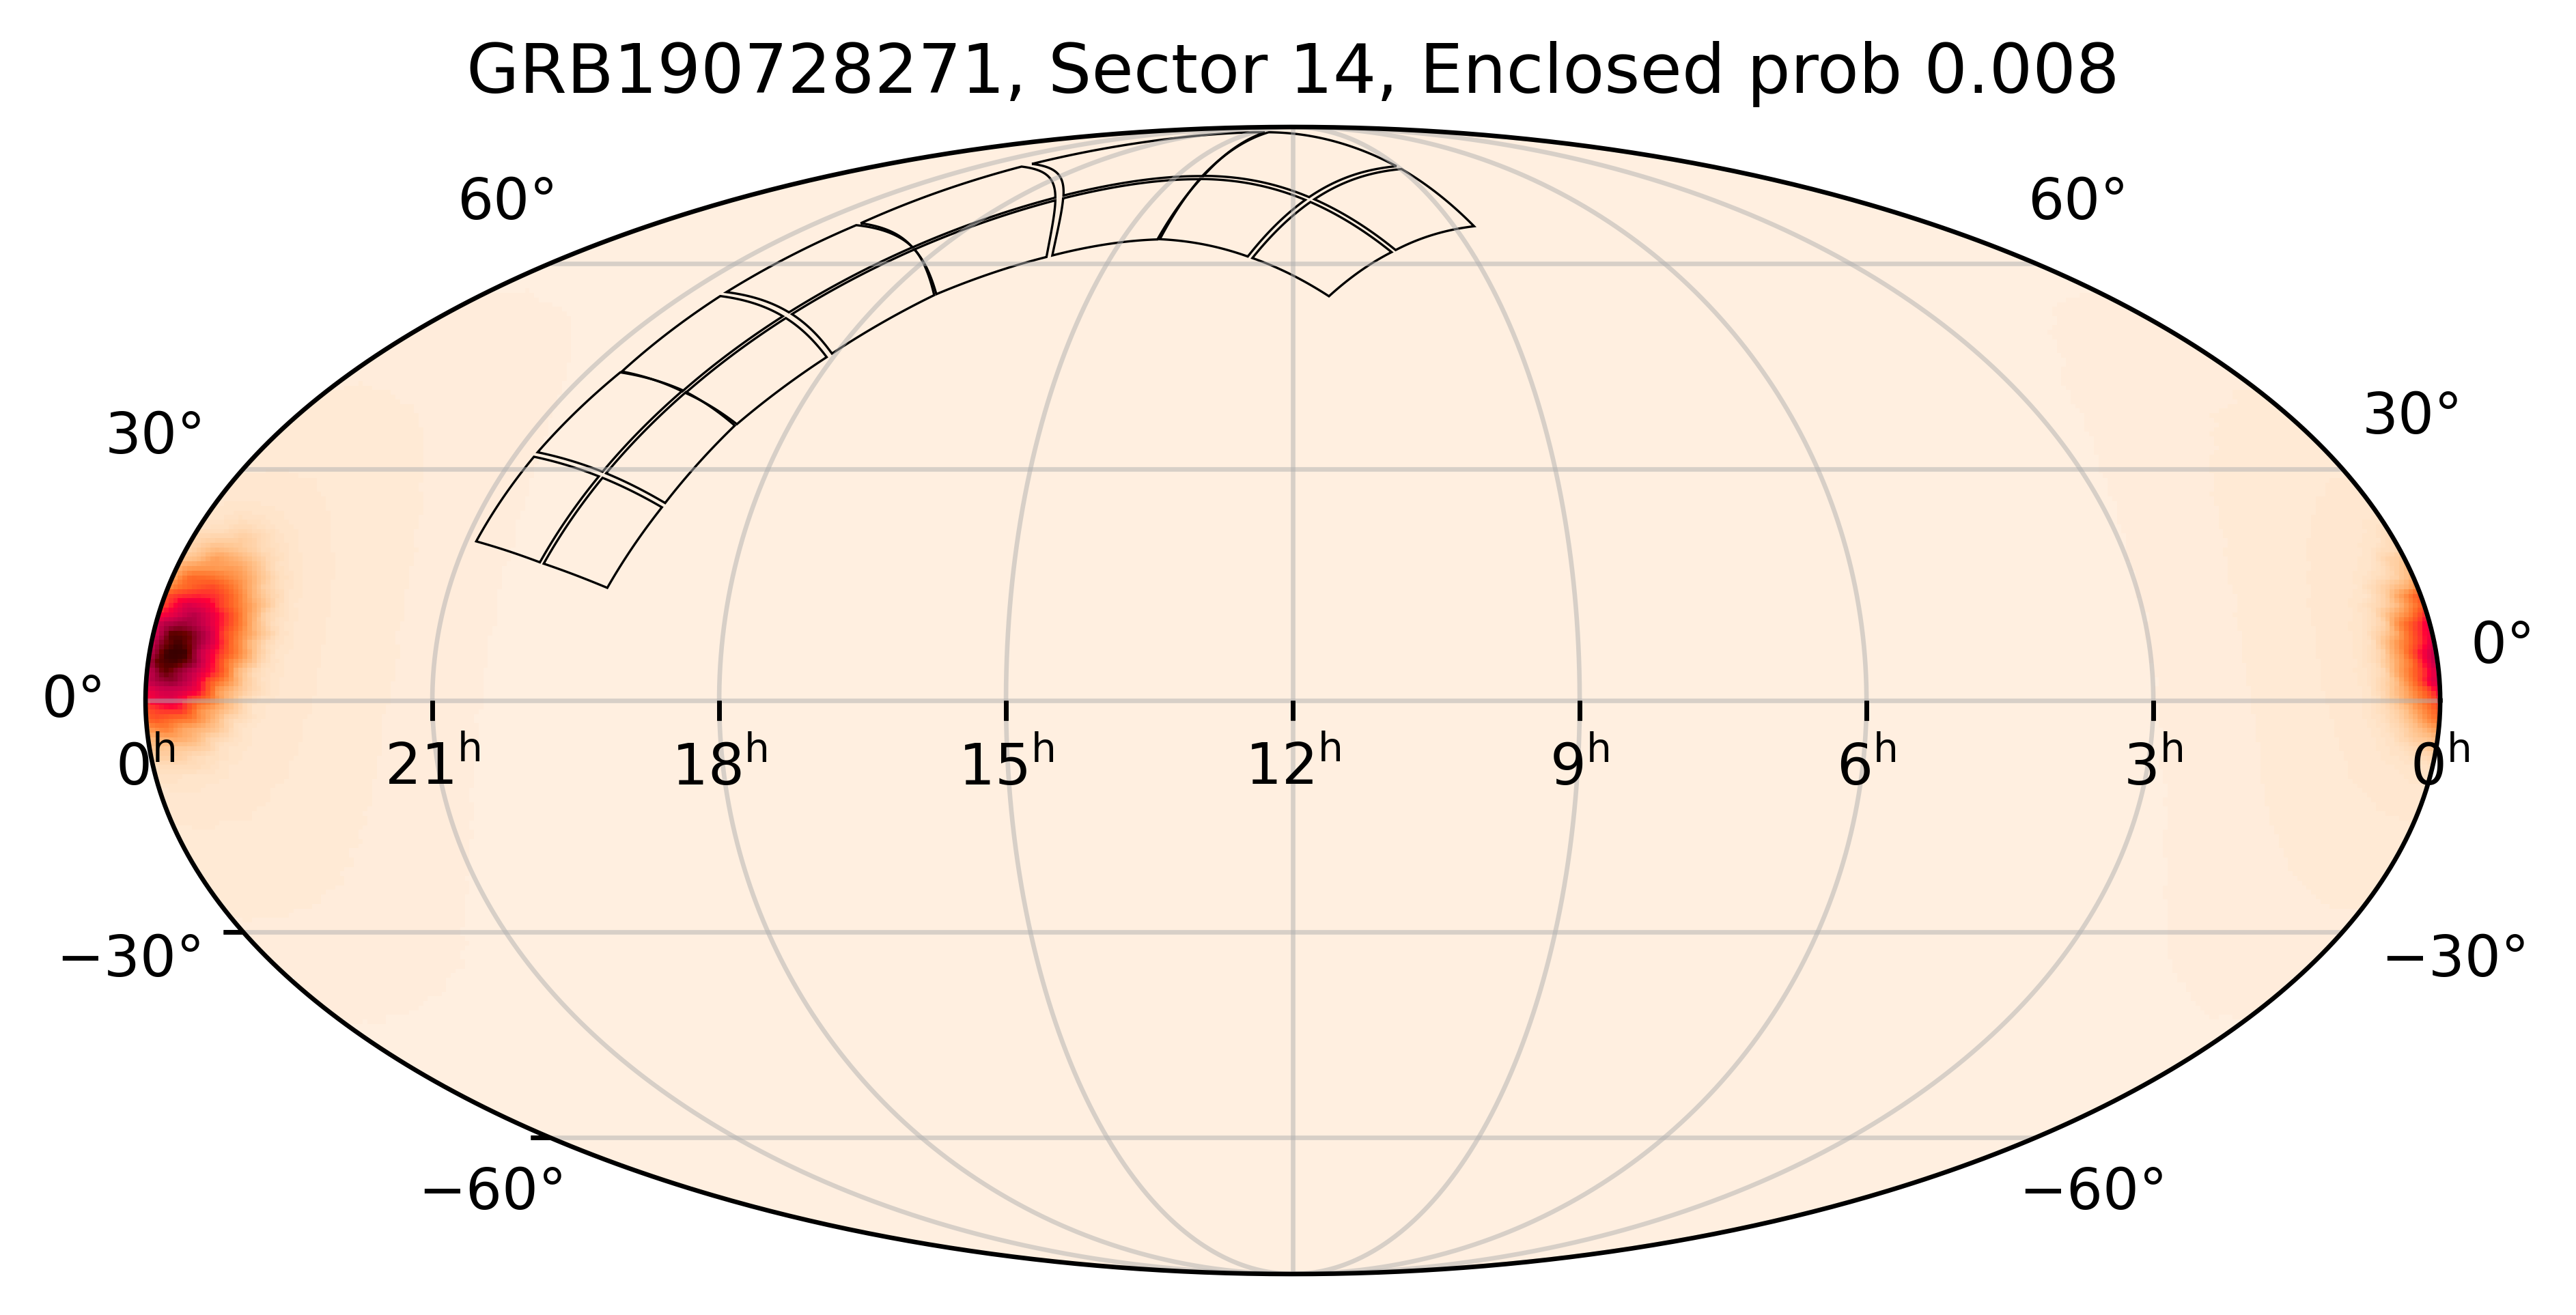 GRB190728271, Sector 14, Enclosed prob 0.008
60° 60°
30° 30°
0° 0°
0ʰ 21ʰ 18ʰ 15ʰ 12ʰ 9ʰ 6ʰ 3ʰ 0ʰ
−30° −30°
−60° −60°